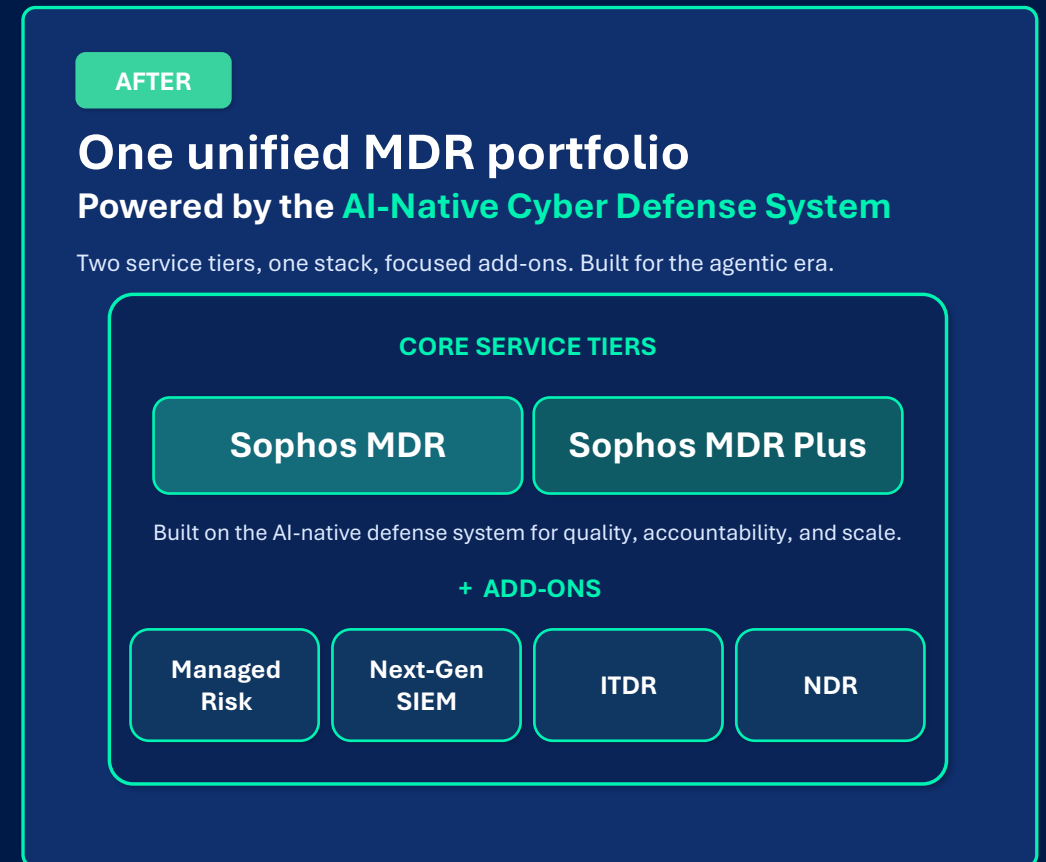 AFTER
One unified MDR portfolio
Powered by the AI-Native Cyber Defense System
Two service tiers, one stack, focused add-ons. Built for the agentic era.
CORE SERVICE TIERS
Sophos MDR
Sophos MDR Plus
Built on the AI-native defense system for quality, accountability, and scale.
+ ADD-ONS
Managed
Risk
Next-Gen
SIEM
ITDR
NDR